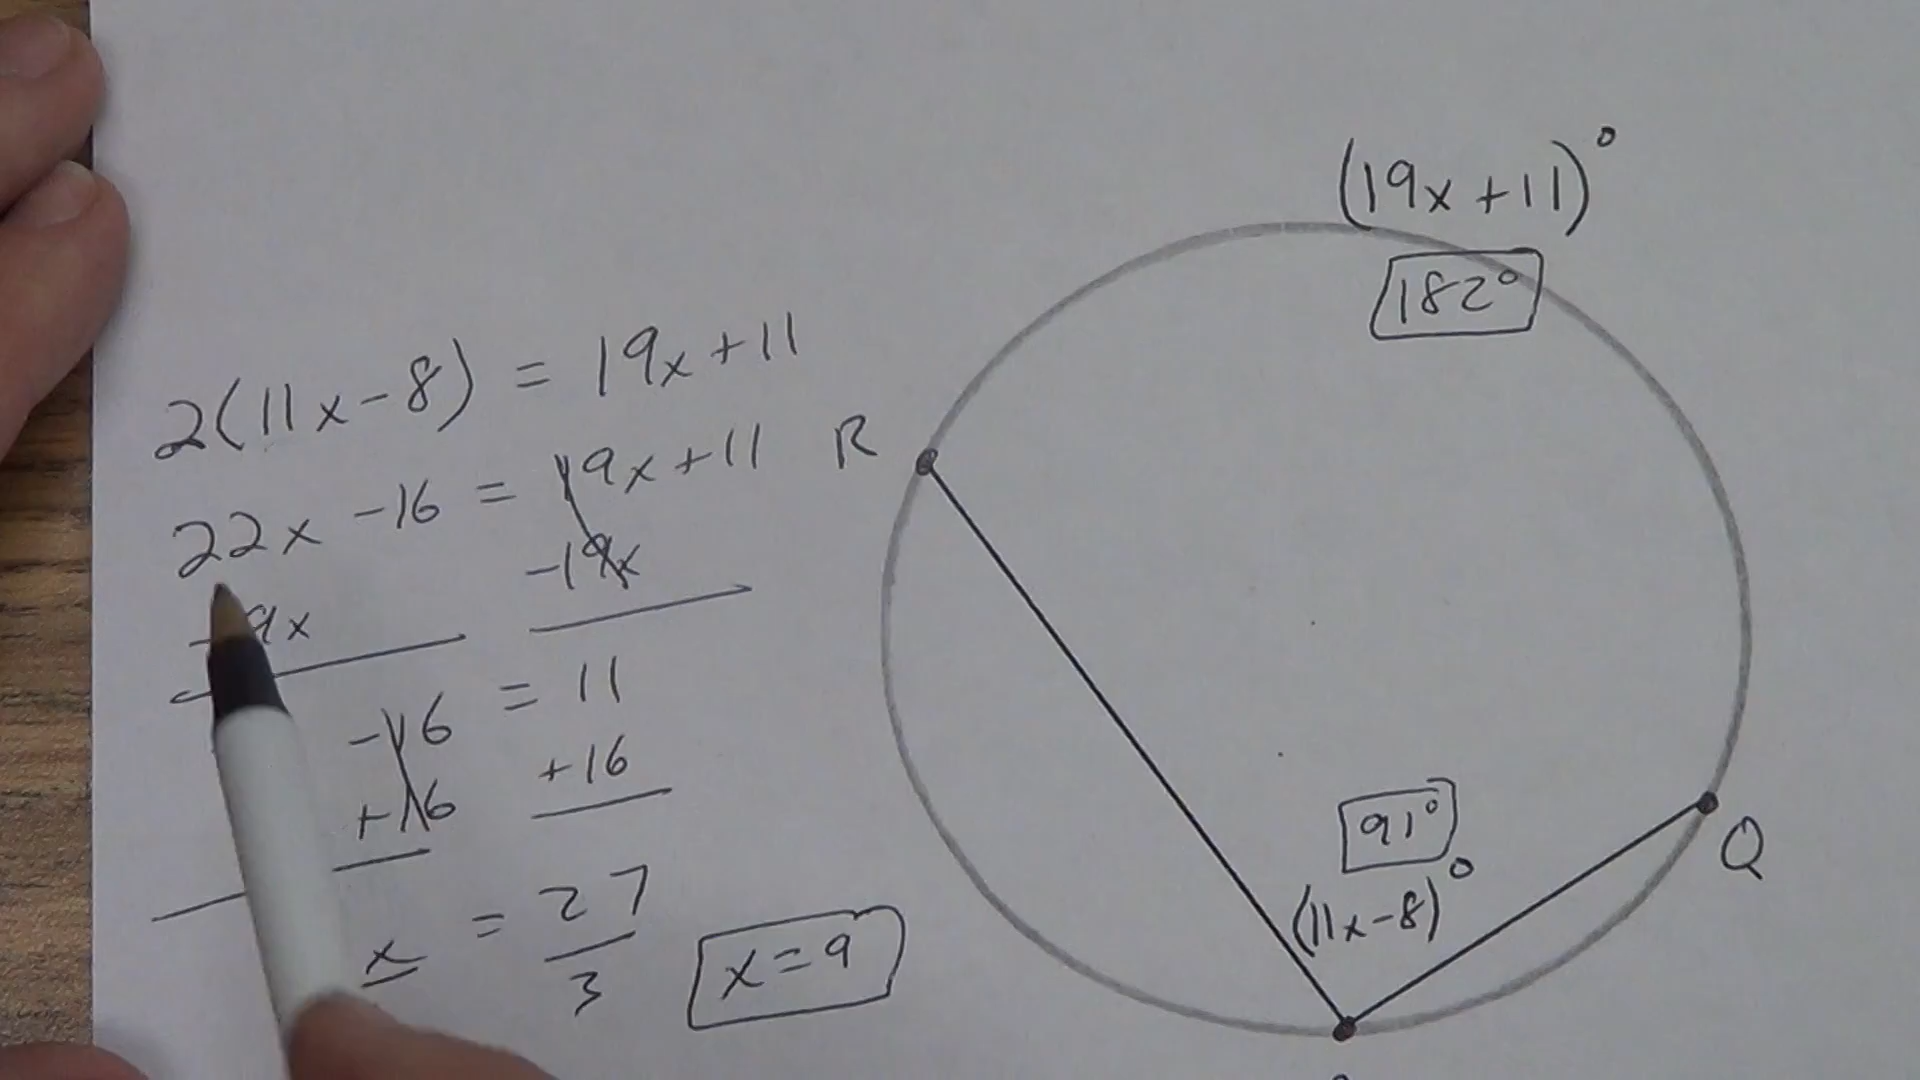 2(11x-8) = 19x+11
22x -16 = 19x+11
9x -19x
-16 = 11
+16 +16
x = 27
3
x=9
(19x+11)°
182°
R
91°
(11x-8)°
Q